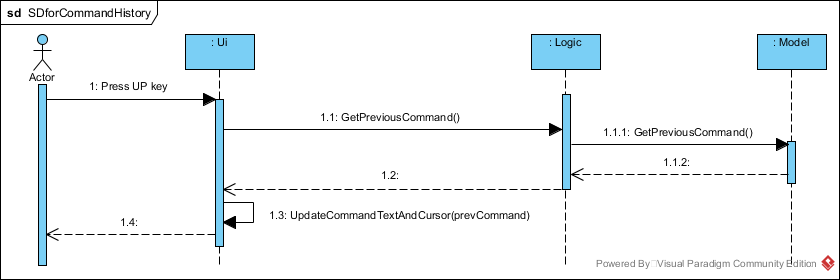 sd SDforCommandHistory
: Ui
: Logic
: Model
Actor
1: Press UP key
1.1: GetPreviousCommand()
1.1.1: GetPreviousCommand()
1.1.2:
1.2:
1.3: UpdateCommandTextAndCursor(prevCommand)
1.4:
Powered By Visual Paradigm Community Edition